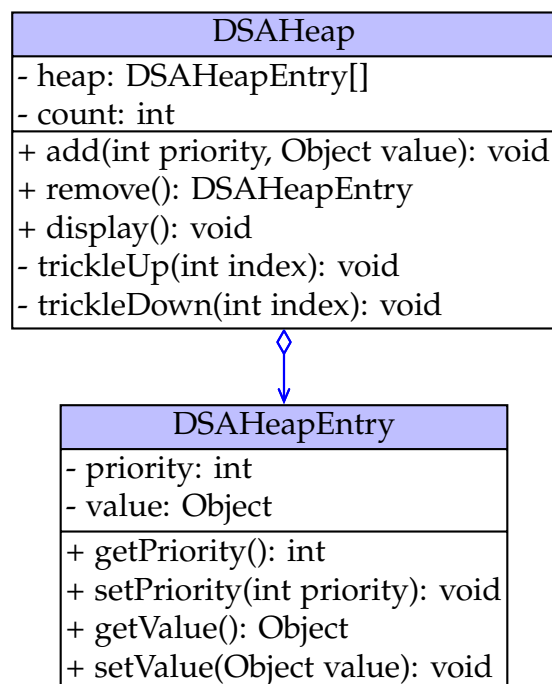 DSAHeap
- heap: DSAHeapEntry[]
- count: int
+ add(int priority, Object value): void
+ remove(): DSAHeapEntry
+ display(): void
- trickleUp(int index): void
- trickleDown(int index): void
DSAHeapEntry
- priority: int
- value: Object
+ getPriority(): int
+ setPriority(int priority): void
+ getValue(): Object
+ setValue(Object value): void